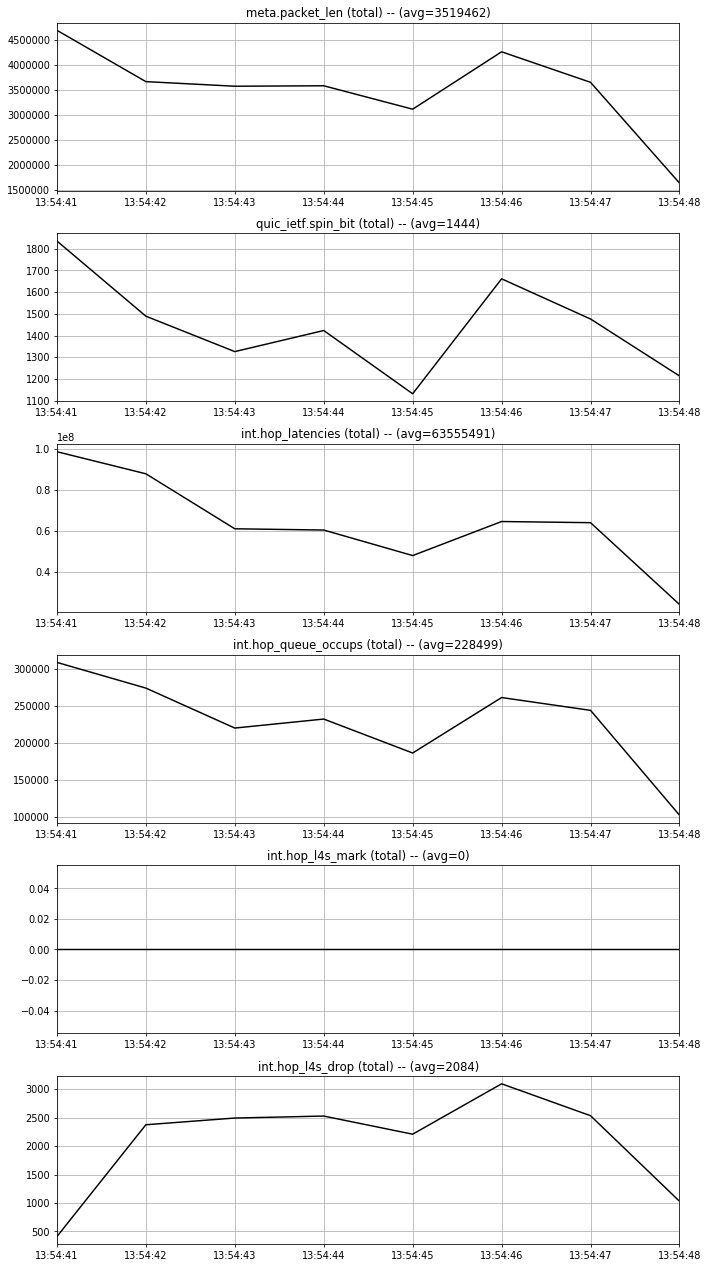 meta.packet_len (total) -- (avg=3519462)
4500000
4000000
3500000
3000000
2500000
2000000
1500000
13:54:41 13:54:42 13:54:43 13:54:44 13:54:45 13:54:46 13:54:47 13:54:48
quic_ietf.spin_bit (total) -- (avg=1444)
1800
1700
1600
1500
1400
1300
1200
1100
13:54:41 13:54:42 13:54:43 13:54:44 13:54:45 13:54:46 13:54:47 13:54:48
int.hop_latencies (total) -- (avg=63555491)
1e8
1.0
0.8
0.6
0.4
13:54:41 13:54:42 13:54:43 13:54:44 13:54:45 13:54:46 13:54:47 13:54:48
int.hop_queue_occups (total) -- (avg=228499)
300000
250000
200000
150000
100000
13:54:41 13:54:42 13:54:43 13:54:44 13:54:45 13:54:46 13:54:47 13:54:48
int.hop_l4s_mark (total) -- (avg=0)
0.04
0.02
0.00
−0.02
−0.04
13:54:41 13:54:42 13:54:43 13:54:44 13:54:45 13:54:46 13:54:47 13:54:48
int.hop_l4s_drop (total) -- (avg=2084)
3000
2500
2000
1500
1000
500
13:54:41 13:54:42 13:54:43 13:54:44 13:54:45 13:54:46 13:54:47 13:54:48